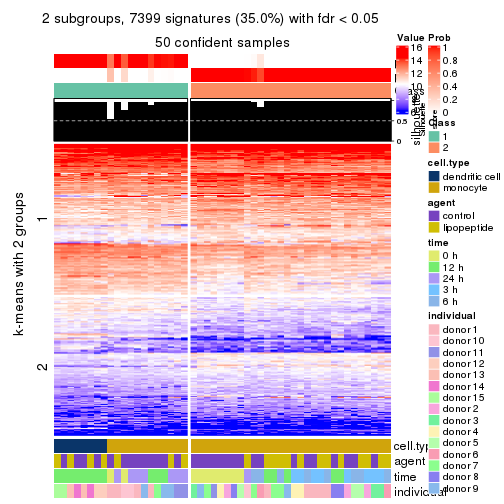 2 subgroups, 7399 signatures (35.0%) with fdr < 0.05
50 confident samples
k-means with 2 groups
1
2
0.5
0
Value
16
14
12
10
8
6
Prob
1
0.8
0.6
0.4
0.2
0
Class
1
2
cell.type
dendritic cell
monocyte
agent
control
lipopeptide
time
0 h
12 h
24 h
3 h
6 h
individual
donor 1
donor 10
donor 11
donor 12
donor 13
donor 14
donor 15
donor 2
donor 3
donor 4
donor 5
donor 6
donor 7
donor 8
donor 9
cell.ty
agent
time
individual